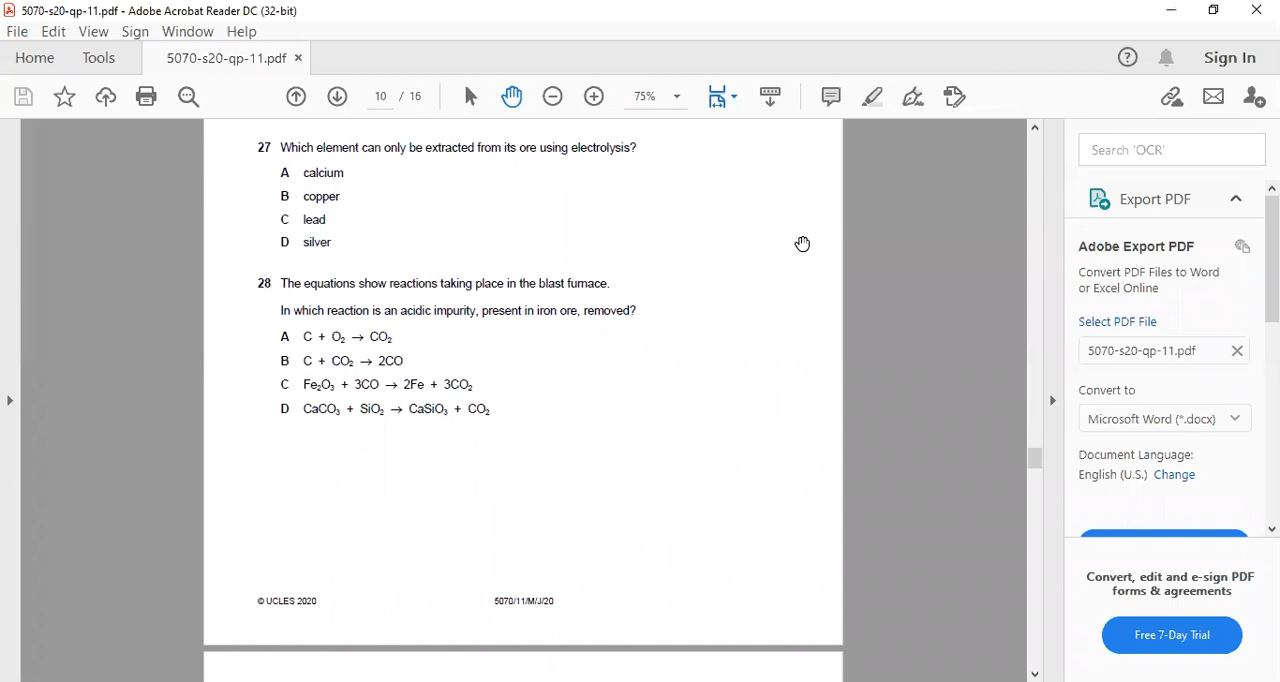 5070-s20-qp-11.pdf - Adobe Acrobat Reader DC (32-bit)
File Edit View Sign Window Help
Home Tools 5070-s20-qp-11.pdf × Sign In
10 / 16 75%
27 Which element can only be extracted from its ore using electrolysis?
A calcium
B copper
C lead
D silver
28 The equations show reactions taking place in the blast furnace.
In which reaction is an acidic impurity, present in iron ore, removed?
A C + O₂ → CO₂
B C + CO₂ → 2CO
C Fe₂O₃ + 3CO → 2Fe + 3CO₂
D CaCO₃ + SiO₂ → CaSiO₃ + CO₂
© UCLES 2020 5070/11/M/J/20
Search 'OCR'
Export PDF
Adobe Export PDF
Convert PDF Files to Word
or Excel Online
Select PDF File
5070-s20-qp-11.pdf
Convert to
Microsoft Word (*.docx)
Document Language:
English (U.S.) Change
Convert, edit and e-sign PDF
forms & agreements
Free 7-Day Trial